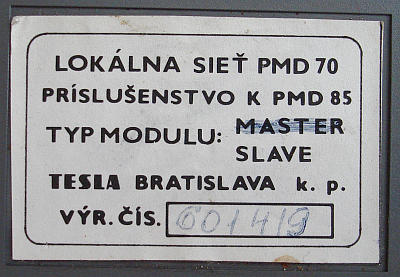 LOKÁLNA SIEŤ PMD 70
PRÍSLUŠENSTVO K PMD 85
TYP MODULU: MASTER
SLAVE
TESLA BRATISLAVA k. p.
VÝR. ČÍS. 601419